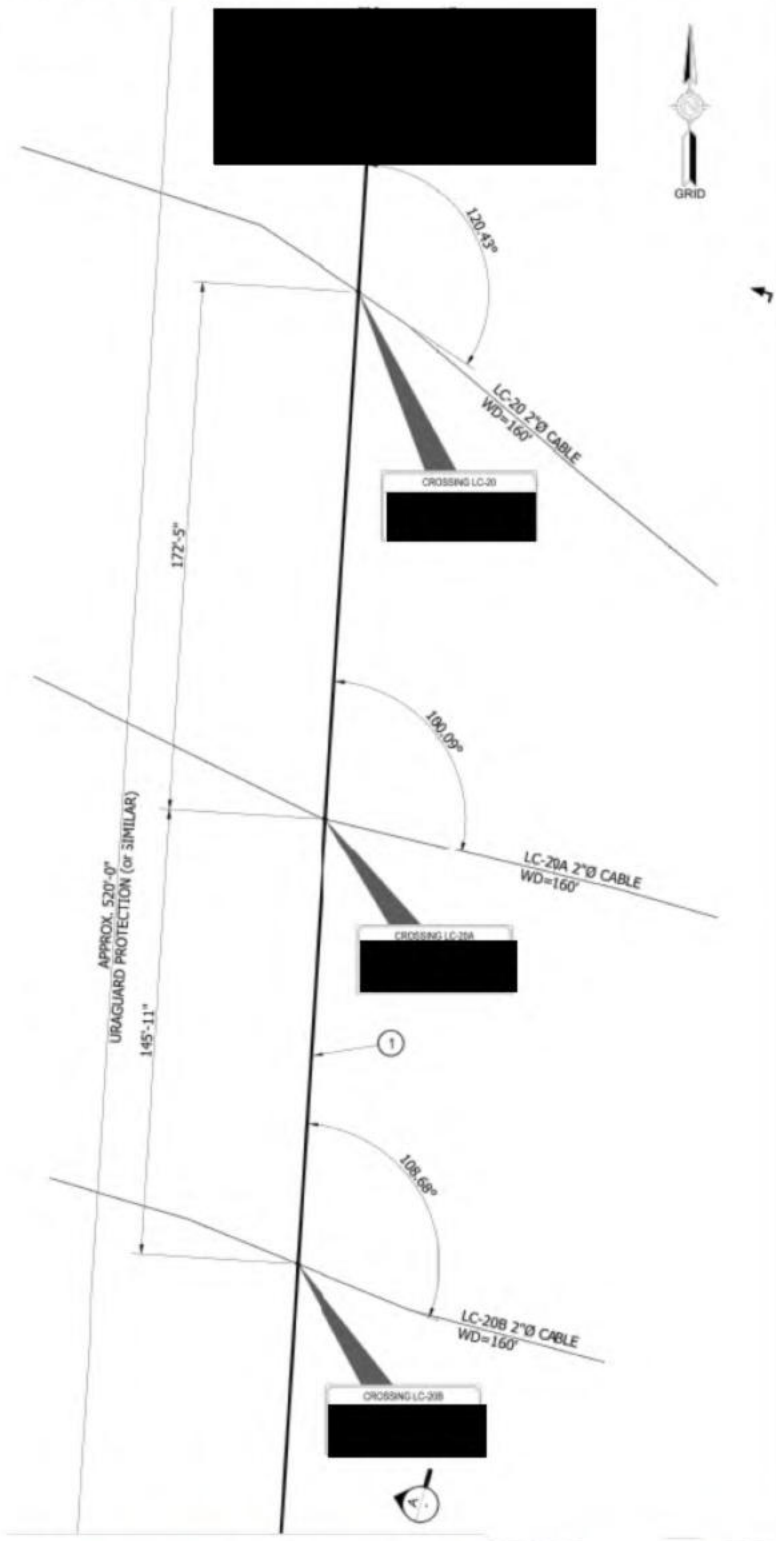 GRID
120.43°
LC-20 2"Ø CABLE
WD=160'
CROSSING LC-20
172'-5"
100.09°
LC-20A 2"Ø CABLE
WD=160'
CROSSING LC-20A
APPROX. 520'-0"
URAGUARD PROTECTION (or SIMILAR)
145'-11"
1
108.68°
LC-20B 2"Ø CABLE
WD=160'
CROSSING LC-20B
A
-